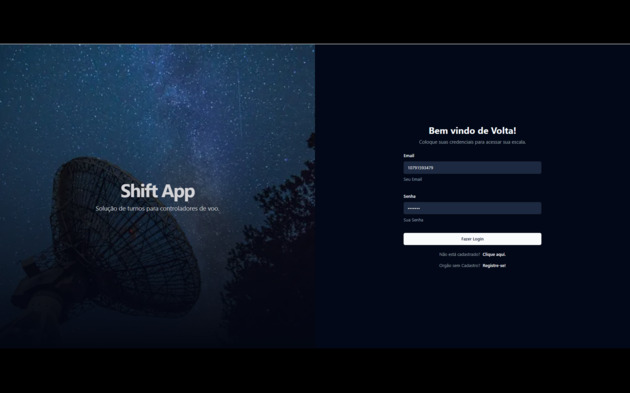 Shift App
Solução de turnos para controladores de voo.
Bem vindo de Volta!
Coloque suas credenciais para acessar sua escala.
Email
10791593479
Seu Email
Senha
•••••••
Sua Senha
Fazer Login
Não está cadastrado? Clique aqui.
Orgão sem Cadastro? Registre-se!